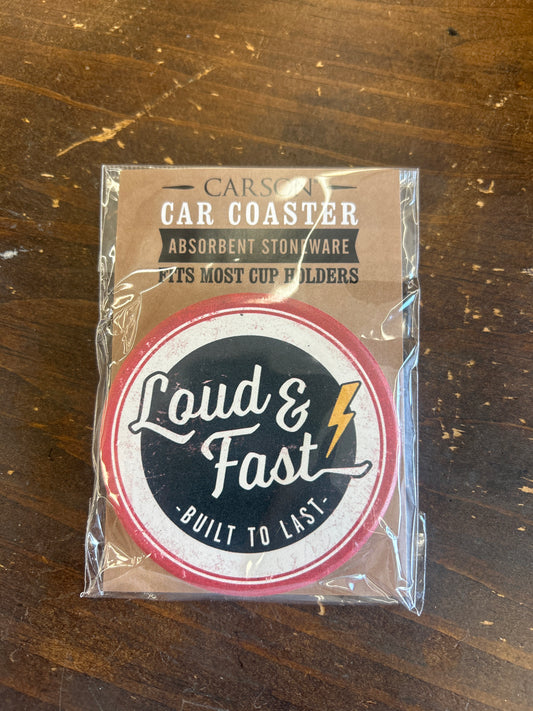 CARSON
CAR COASTER
ABSORBENT STONEWARE
FITS MOST CUP HOLDERS
Loud &
Fast
-BUILT TO LAST-